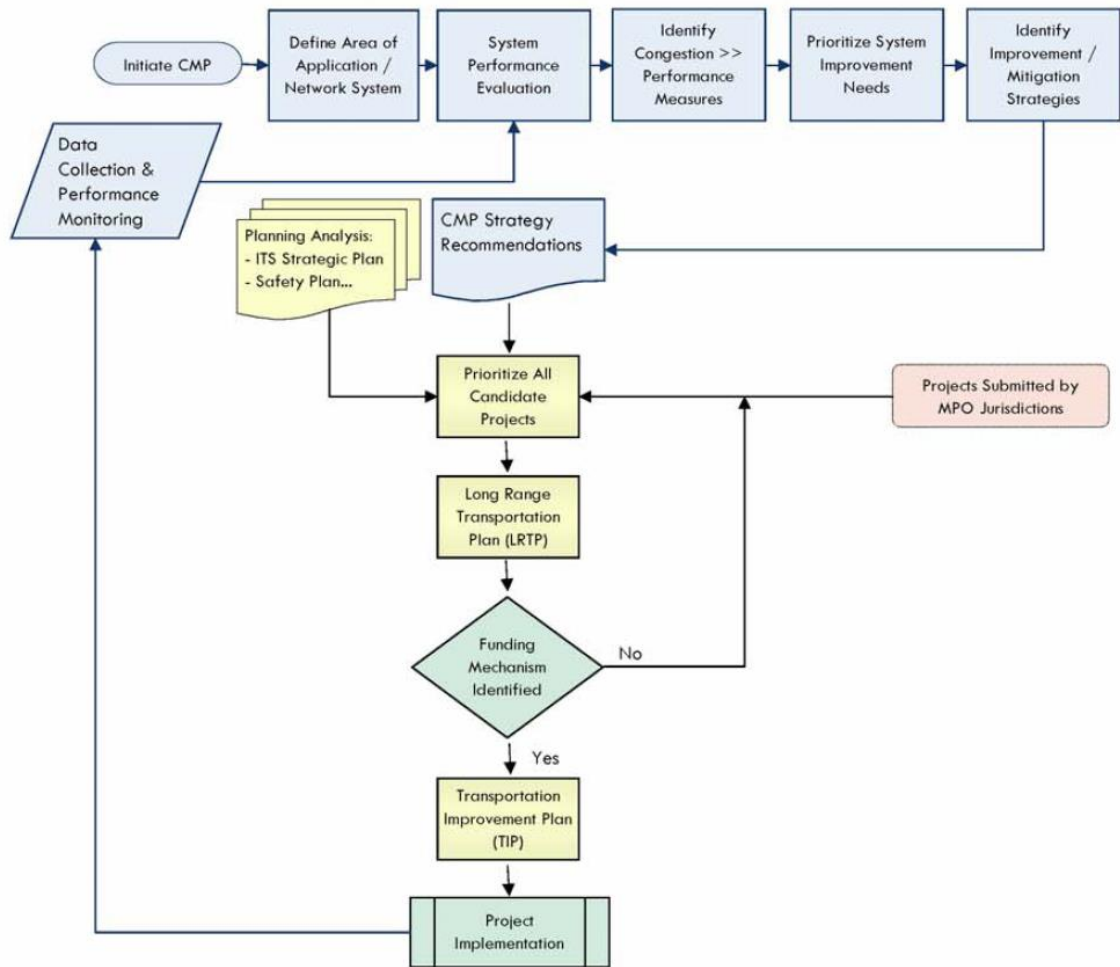 Initiate CMP
Define Area of
Application /
Network System
System
Performance
Evaluation
Identify
Congestion >>
Performance
Measures
Prioritize System
Improvement
Needs
Identify
Improvement /
Mitigation
Strategies
Data
Collection &
Performance
Monitoring
Planning Analysis:
- ITS Strategic Plan
- Safety Plan...
CMP Strategy
Recommendations
Prioritize All
Candidate
Projects
Projects Submitted by
MPO Jurisdictions
Long Range
Transportation
Plan (LRTP)
Funding
Mechanism
Identified
No
Yes
Transportation
Improvement Plan
(TIP)
Project
Implementation